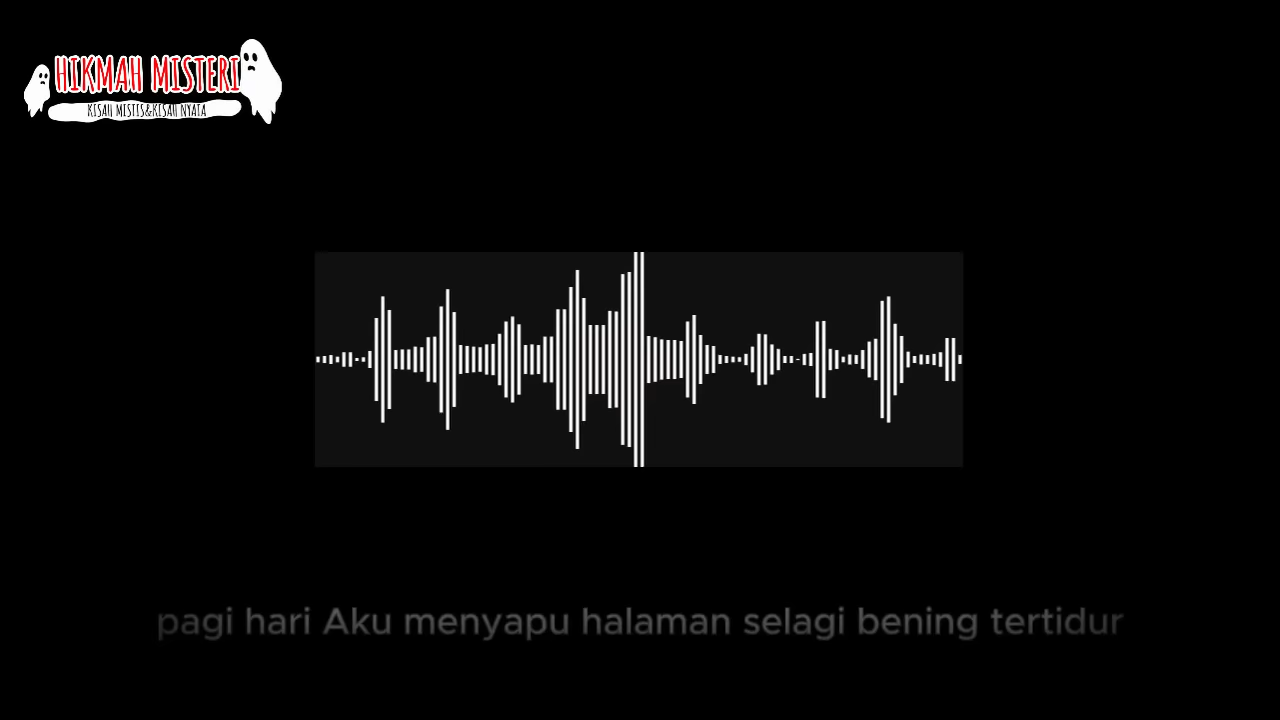 HIKMAH MISTERI
KISAH MISTIS&KISAH NYATA
pagi hari Aku menyapu halaman selagi bening tertidur